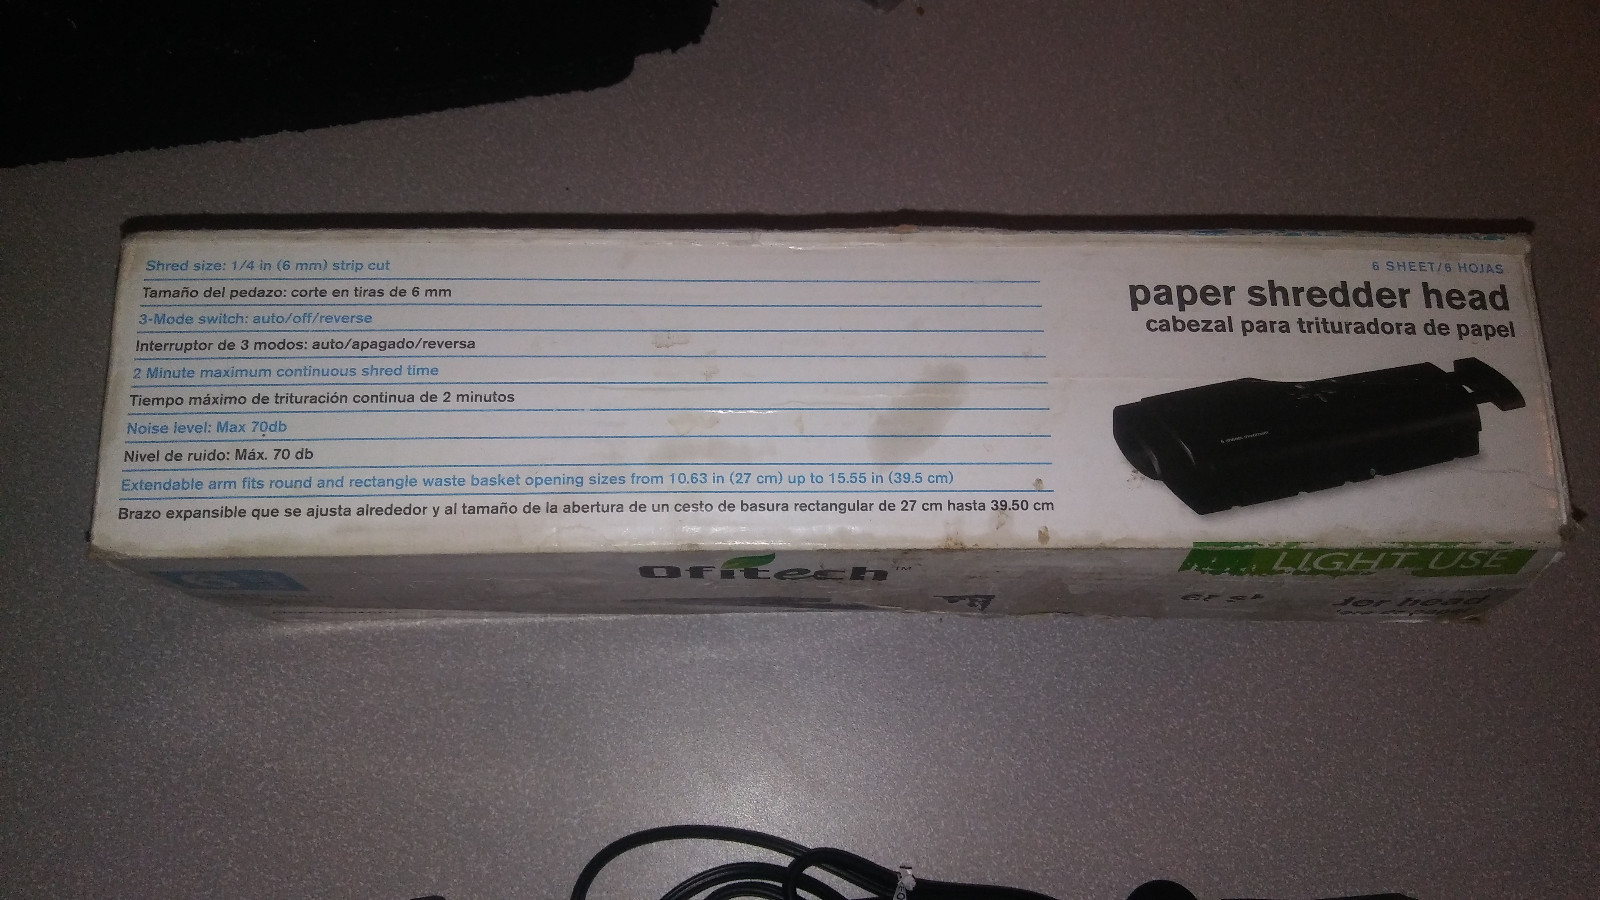 Shred size: 1/4 in (6 mm) strip cut
Tamaño del pedazo: corte en tiras de 6 mm
3-Mode switch: auto/off/reverse
Interruptor de 3 modos: auto/apagado/reversa
2 Minute maximum continuous shred time
Tiempo máximo de trituración continua de 2 minutos
Noise level: Max 70db
Nivel de ruido: Máx. 70 db
Extendable arm fits round and rectangle waste basket opening sizes from 10.63 in (27 cm) up to 15.55 in (39.5 cm)
Brazo expansible que se ajusta alrededor y al tamaño de la abertura de un cesto de basura rectangular de 27 cm hasta 39.50 cm
6 SHEET/6 HOJAS
paper shredder head
cabezal para trituradora de papel
Ofitech™
LIGHT USE
head